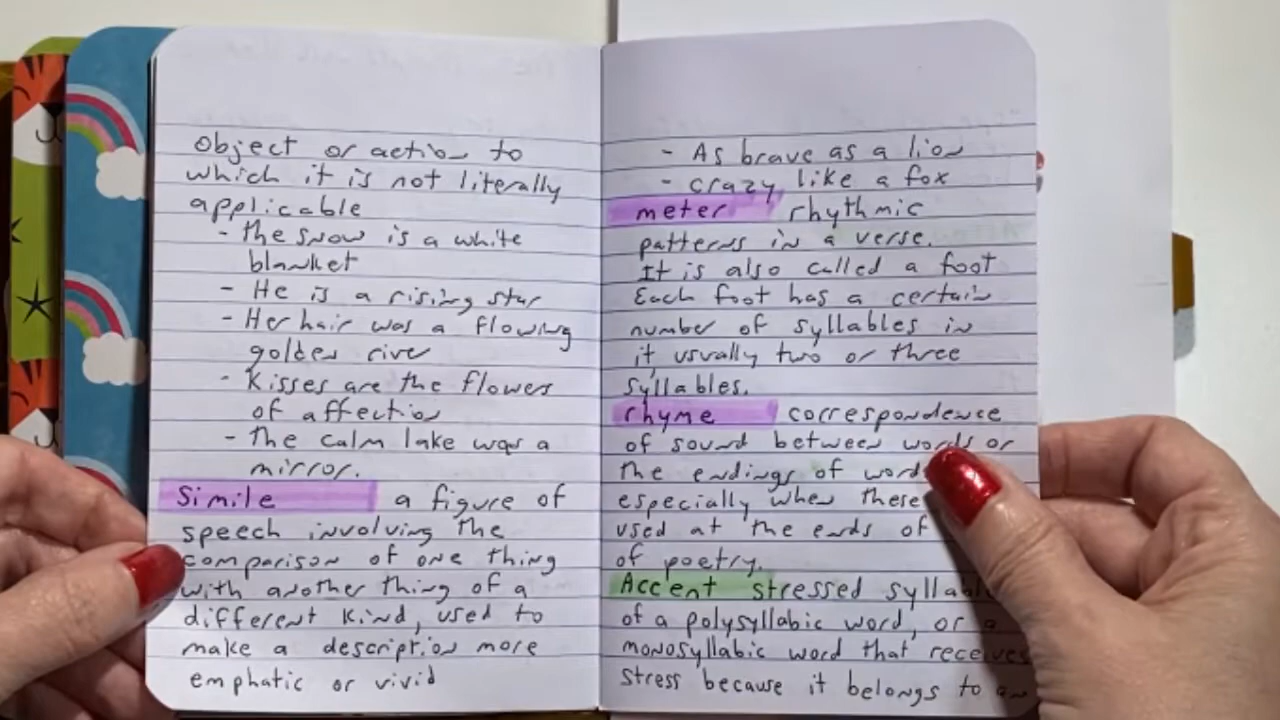 object or action to
which it is not literally
applicable
- the snow is a white
blanket
- He is a rising star
- Her hair was a flowing
golden river
- Kisses are the flowers
of affection
- the calm lake was a
mirror.
Simile a figure of
speech involving the
comparison of one thing
with another thing of a
different kind, used to
make a description more
emphatic or vivid
- As brave as a lion
- crazy like a fox
meter rhythmic
patterns in a verse.
It is also called a foot
Each foot has a certain
number of syllables in
it, usually two or three
syllables.
rhyme correspondence
of sound between words or
the endings of word
especially when these
used at the ends of
of poetry.
Accent stressed syllable
of a polysyllabic word, or a
monosyllabic word that receives
stress because it belongs to an